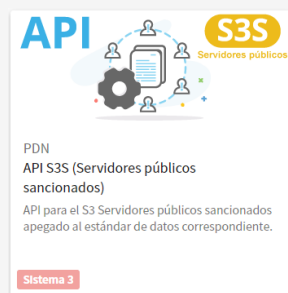 API
S3S
Servidores públicos
PDN
API S3S (Servidores públicos
sancionados)
API para el S3 Servidores públicos sancionados
apegado al estándar de datos correspondiente.
Sistema 3